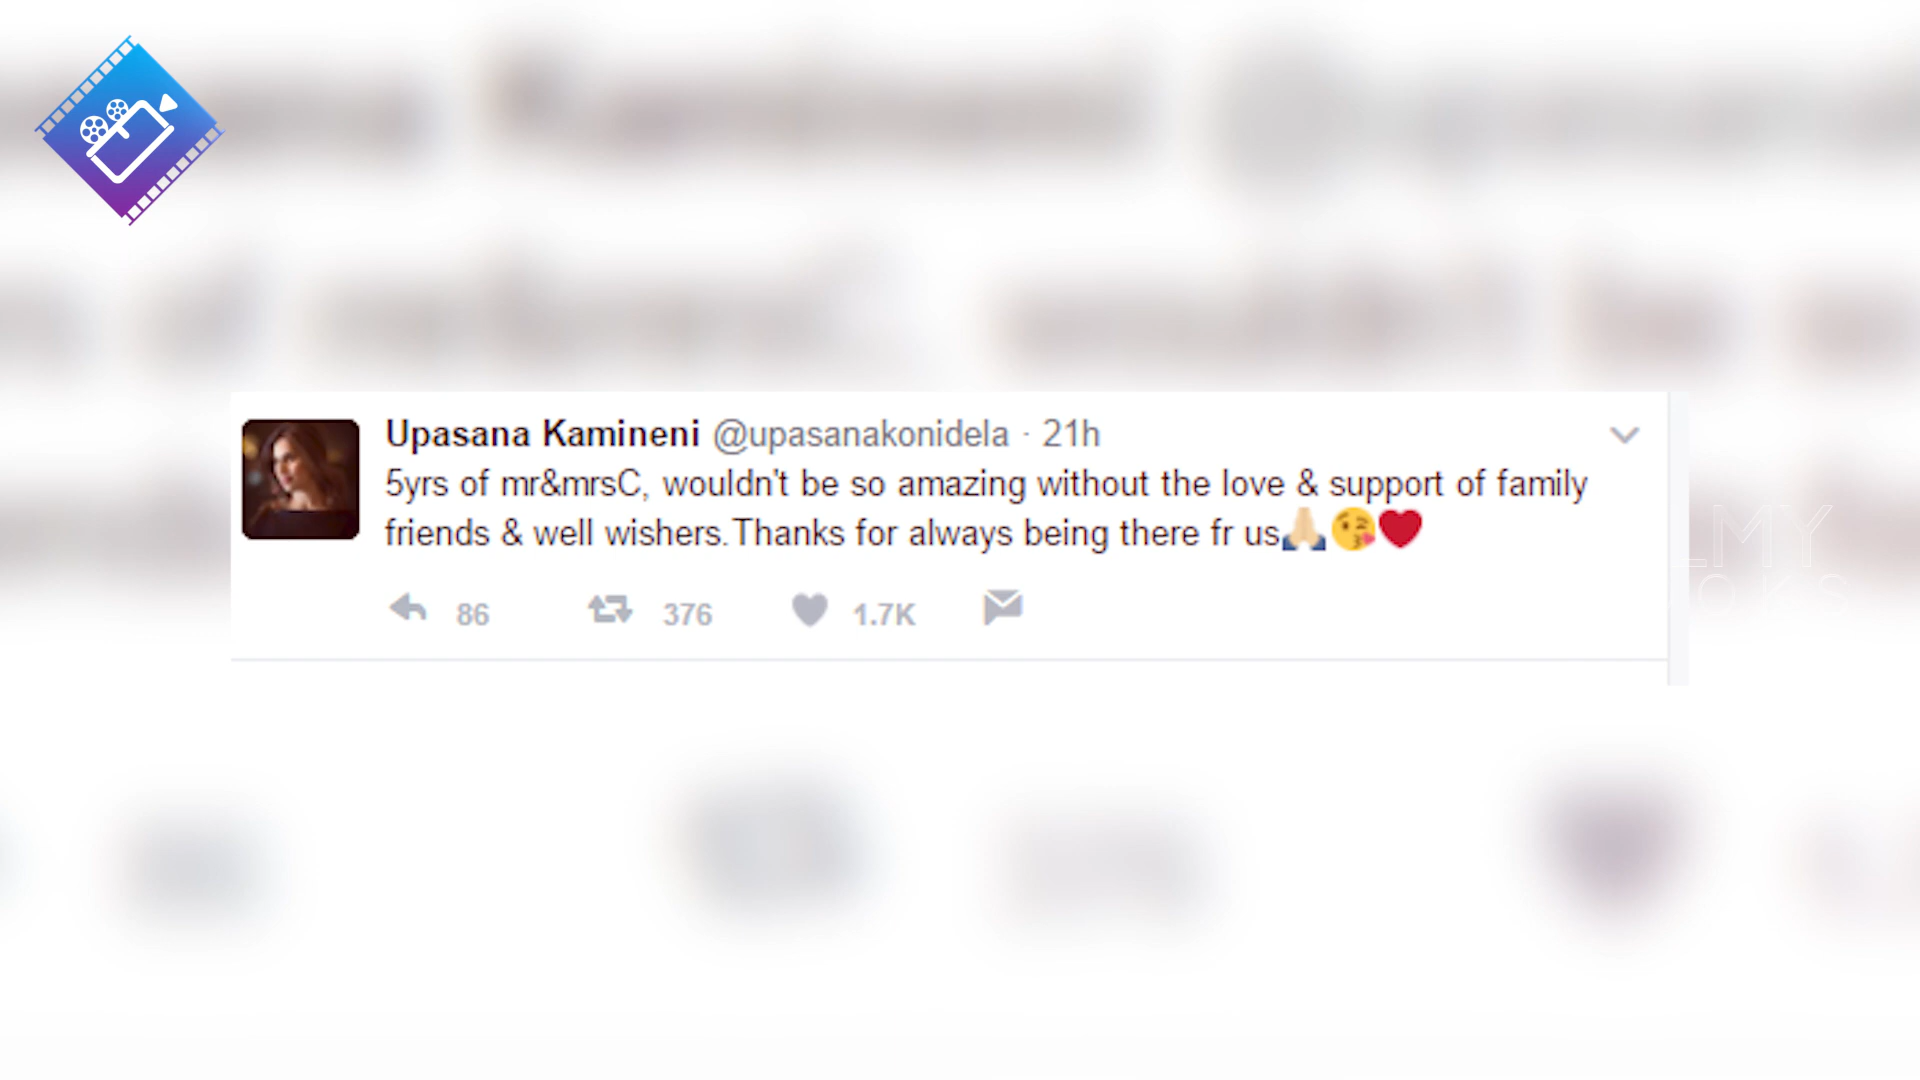 Upasana Kamineni @upasanakonidela · 21h
5yrs of mr&mrsC, wouldn't be so amazing without the love & support of family
friends & well wishers.Thanks for always being there fr us🙏😘❤
86 376 1.7K